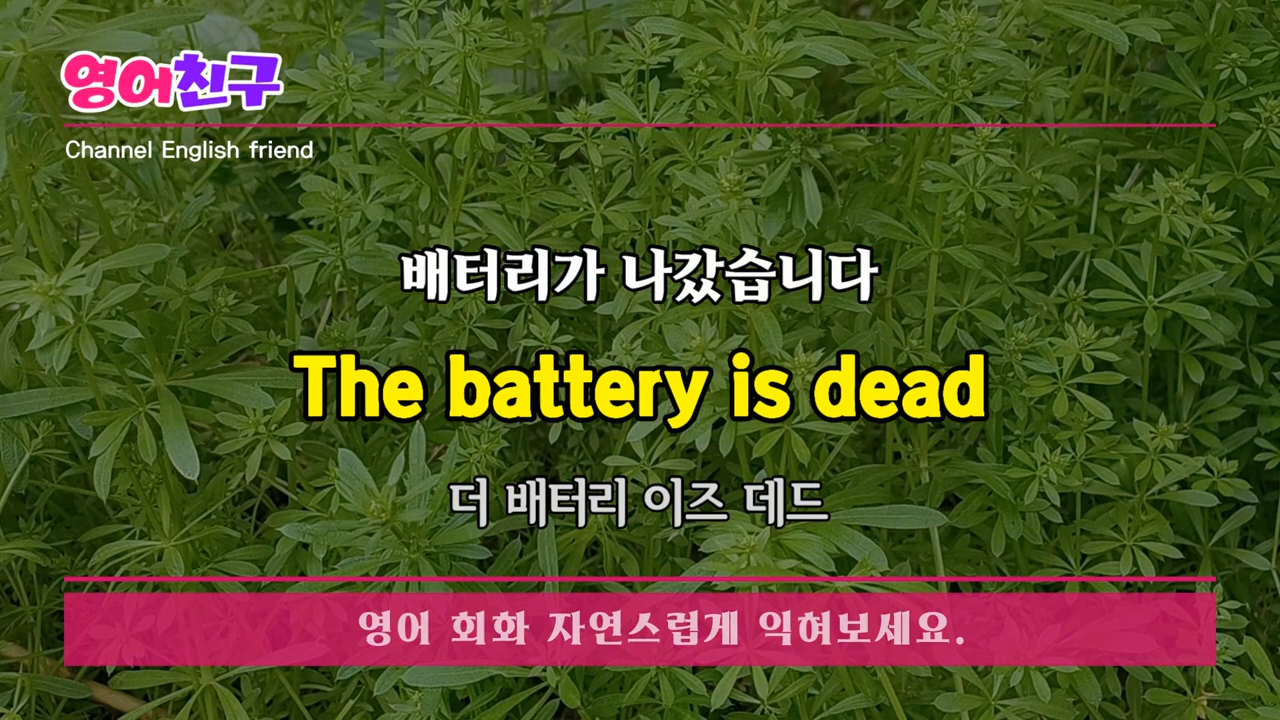 영어친구
Channel English friend
배터리가 나갔습니다
The battery is dead
더 배터리 이즈 데드
영어 회화 자연스럽게 익혀보세요.